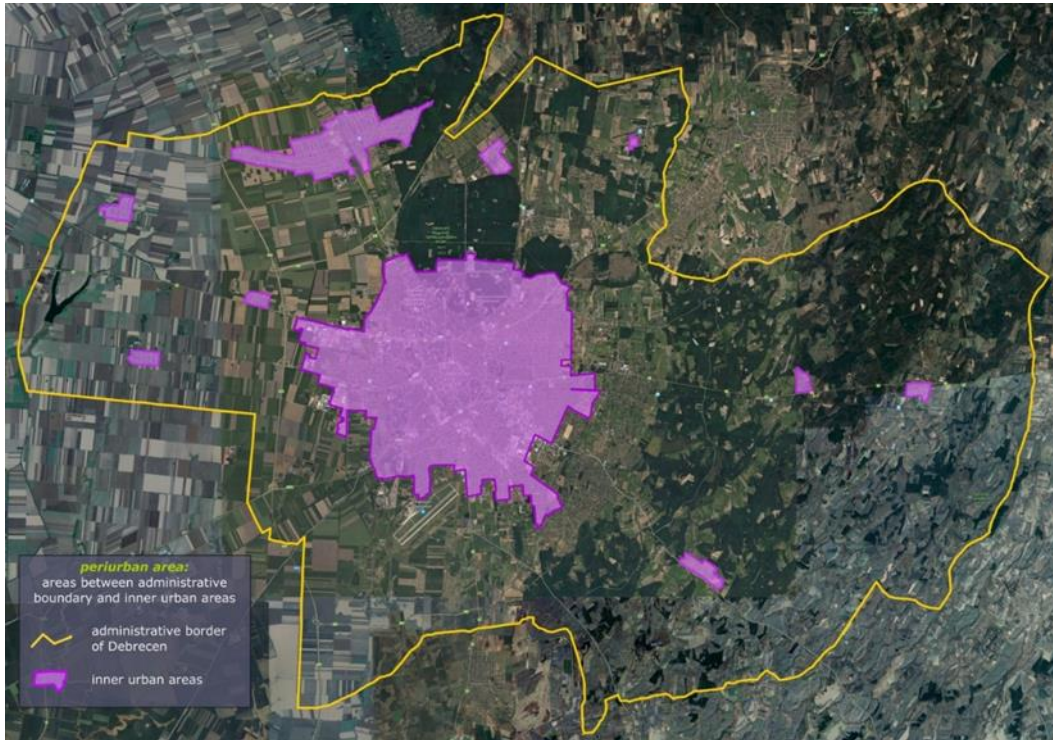 periurban area:
areas between administrative
boundary and inner urban areas
administrative border
of Debrecen
inner urban areas